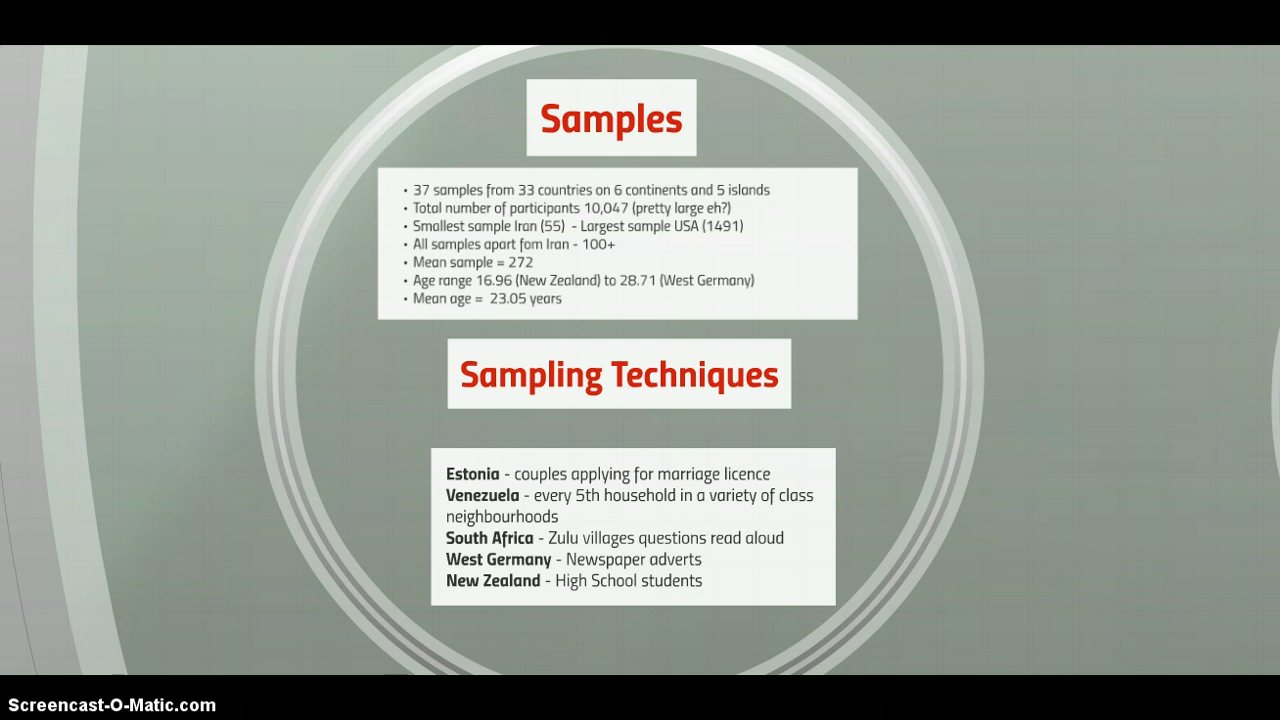 Samples
• 37 samples from 33 countries on 6 continents and 5 islands
• Total number of participants 10,047 (pretty large eh?)
• Smallest sample Iran (55)  - Largest sample USA (1491)
• All samples apart fom Iran - 100+
• Mean sample = 272
• Age range 16.96 (New Zealand) to 28.71 (West Germany)
• Mean age =  23.05 years
Sampling Techniques
Estonia - couples applying for marriage licence
Venezuela - every 5th household in a variety of class
neighbourhoods
South Africa - Zulu villages questions read aloud
West Germany - Newspaper adverts
New Zealand - High School students
Screencast-O-Matic.com